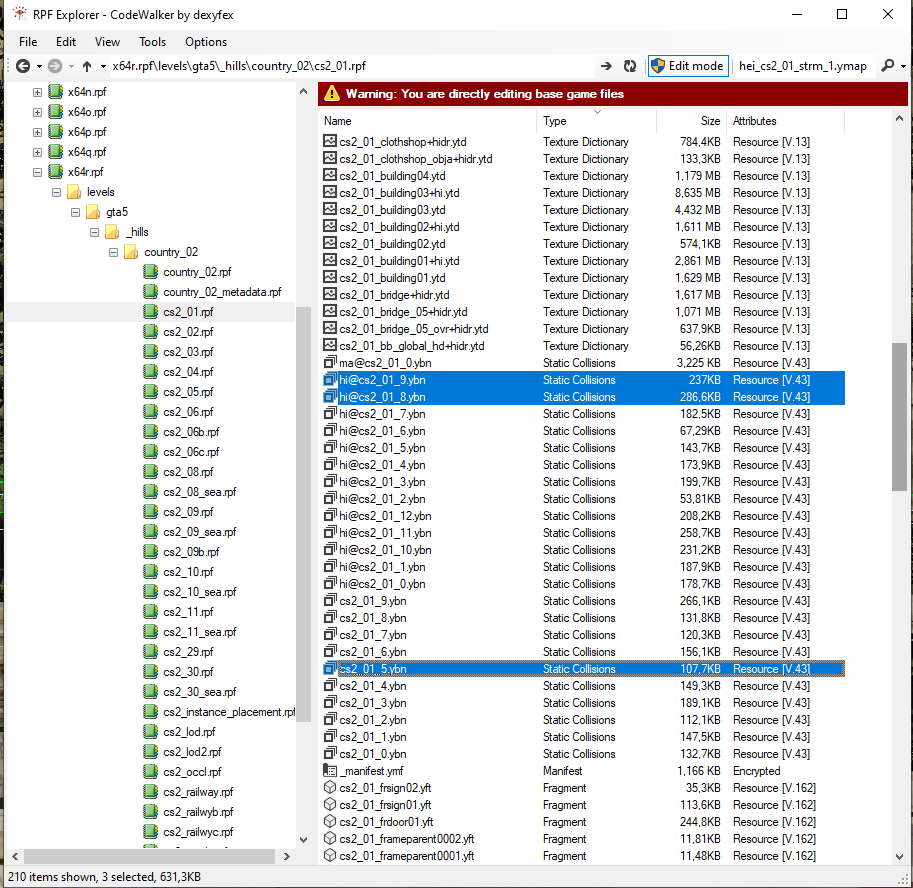 RPF Explorer - CodeWalker by dexyfex
File Edit View Tools Options
x64r.rpf\levels\gta5\_hills\country_02\cs2_01.rpf Edit mode hei_cs2_01_strm_1.ymap
x64n.rpf
x64o.rpf
x64p.rpf
x64q.rpf
x64r.rpf
levels
gta5
_hills
country_02
country_02.rpf
country_02_metadata.rpf
cs2_01.rpf
cs2_02.rpf
cs2_03.rpf
cs2_04.rpf
cs2_05.rpf
cs2_06.rpf
cs2_06b.rpf
cs2_06c.rpf
cs2_08.rpf
cs2_08_sea.rpf
cs2_09.rpf
cs2_09_sea.rpf
cs2_09b.rpf
cs2_10.rpf
cs2_10_sea.rpf
cs2_11.rpf
cs2_11_sea.rpf
cs2_29.rpf
cs2_30.rpf
cs2_30_sea.rpf
cs2_instance_placement.rpf
cs2_lod.rpf
cs2_lod2.rpf
cs2_occl.rpf
cs2_railway.rpf
cs2_railwyb.rpf
cs2_railwyc.rpf
Warning: You are directly editing base game files
Name Type Size Attributes
cs2_01_clothshop+hidr.ytd Texture Dictionary 784,4KB Resource [V.13]
cs2_01_clothshop_obja+hidr.ytd Texture Dictionary 133,3KB Resource [V.13]
cs2_01_building04.ytd Texture Dictionary 1,179 MB Resource [V.13]
cs2_01_building03+hi.ytd Texture Dictionary 8,635 MB Resource [V.13]
cs2_01_building03.ytd Texture Dictionary 4,432 MB Resource [V.13]
cs2_01_building02+hi.ytd Texture Dictionary 1,611 MB Resource [V.13]
cs2_01_building02.ytd Texture Dictionary 574,1KB Resource [V.13]
cs2_01_building01+hi.ytd Texture Dictionary 2,861 MB Resource [V.13]
cs2_01_building01.ytd Texture Dictionary 1,629 MB Resource [V.13]
cs2_01_bridge+hidr.ytd Texture Dictionary 1,617 MB Resource [V.13]
cs2_01_bridge_05+hidr.ytd Texture Dictionary 1,071 MB Resource [V.13]
cs2_01_bridge_05_ovr+hidr.ytd Texture Dictionary 637,9KB Resource [V.13]
cs2_01_bb_global_hd+hidr.ytd Texture Dictionary 56,26KB Resource [V.13]
ma@cs2_01_0.ybn Static Collisions 3,225 KB Resource [V.43]
hi@cs2_01_9.ybn Static Collisions 237KB Resource [V.43]
hi@cs2_01_8.ybn Static Collisions 286,6KB Resource [V.43]
hi@cs2_01_7.ybn Static Collisions 182,5KB Resource [V.43]
hi@cs2_01_6.ybn Static Collisions 67,29KB Resource [V.43]
hi@cs2_01_5.ybn Static Collisions 143,7KB Resource [V.43]
hi@cs2_01_4.ybn Static Collisions 173,9KB Resource [V.43]
hi@cs2_01_3.ybn Static Collisions 199,7KB Resource [V.43]
hi@cs2_01_2.ybn Static Collisions 53,81KB Resource [V.43]
hi@cs2_01_12.ybn Static Collisions 208,2KB Resource [V.43]
hi@cs2_01_11.ybn Static Collisions 258,7KB Resource [V.43]
hi@cs2_01_10.ybn Static Collisions 231,2KB Resource [V.43]
hi@cs2_01_1.ybn Static Collisions 187,9KB Resource [V.43]
hi@cs2_01_0.ybn Static Collisions 178,7KB Resource [V.43]
cs2_01_9.ybn Static Collisions 266,1KB Resource [V.43]
cs2_01_8.ybn Static Collisions 131,8KB Resource [V.43]
cs2_01_7.ybn Static Collisions 120,3KB Resource [V.43]
cs2_01_6.ybn Static Collisions 156,1KB Resource [V.43]
cs2_01_5.ybn Static Collisions 107,7KB Resource [V.43]
cs2_01_4.ybn Static Collisions 149,3KB Resource [V.43]
cs2_01_3.ybn Static Collisions 189,1KB Resource [V.43]
cs2_01_2.ybn Static Collisions 112,1KB Resource [V.43]
cs2_01_1.ybn Static Collisions 147,5KB Resource [V.43]
cs2_01_0.ybn Static Collisions 132,7KB Resource [V.43]
_manifest.ymf Manifest 1,166 KB Encrypted
cs2_01_frsign02.yft Fragment 35,3KB Resource [V.162]
cs2_01_frsign01.yft Fragment 113,6KB Resource [V.162]
cs2_01_frdoor01.yft Fragment 244,8KB Resource [V.162]
cs2_01_frameparent0002.yft Fragment 11,81KB Resource [V.162]
cs2_01_frameparent0001.yft Fragment 11,48KB Resource [V.162]
210 items shown, 3 selected, 631,3KB